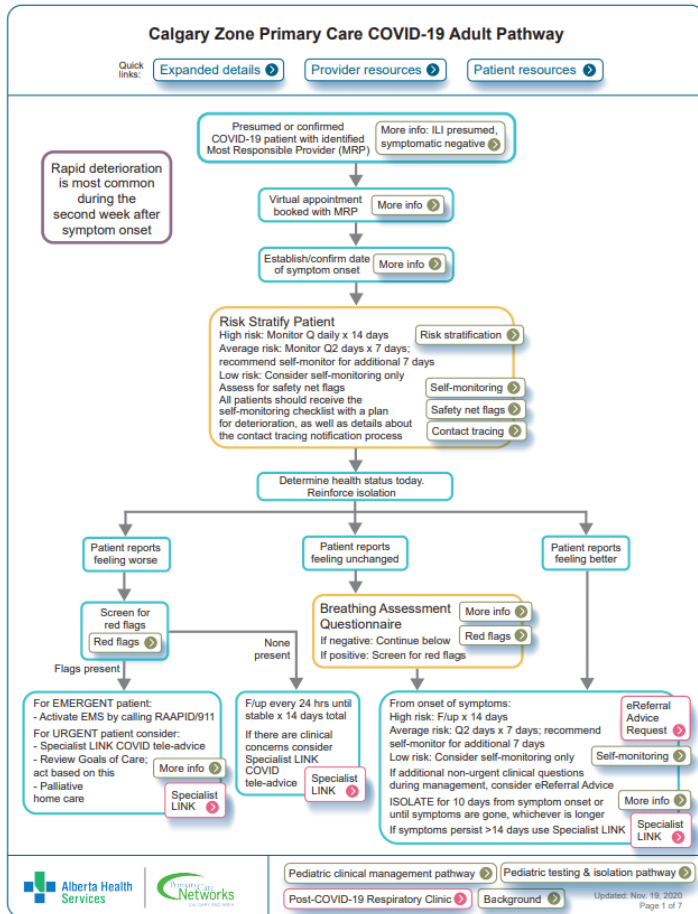 Calgary Zone Primary Care COVID-19 Adult Pathway
Quick
links:
Expanded details
Provider resources
Patient resources
Presumed or confirmed
COVID-19 patient with identified
Most Responsible Provider (MRP)
More info: ILI presumed,
symptomatic negative
Rapid deterioration
is most common
during the
second week after
symptom onset
Virtual appointment
booked with MRP
More info
Establish/confirm date
of symptom onset
More info
Risk Stratify Patient
High risk: Monitor Q daily x 14 days
Average risk: Monitor Q2 days x 7 days;
recommend self-monitor for additional 7 days
Low risk: Consider self-monitoring only
Assess for safety net flags
All patients should receive the
self-monitoring checklist with a plan
for deterioration, as well as details about
the contact tracing notification process
Risk stratification
Self-monitoring
Safety net flags
Contact tracing
Determine health status today.
Reinforce isolation
Patient reports
feeling worse
Patient reports
feeling unchanged
Patient reports
feeling better
Screen for
red flags
Red flags
None
present
Flags present
Breathing Assessment
Questionnaire
If negative: Continue below
If positive: Screen for red flags
More info
Red flags
For EMERGENT patient:
- Activate EMS by calling RAAPID/911
For URGENT patient consider:
- Specialist LINK COVID tele-advice
- Review Goals of Care;
act based on this
- Palliative
home care
More info
Specialist
LINK
F/up every 24 hrs until
stable x 14 days total
If there are clinical
concerns consider
Specialist LINK
COVID
tele-advice
Specialist
LINK
From onset of symptoms:
High risk: F/up x 14 days
Average risk: Q2 days x 7 days; recommend
self-monitor for additional 7 days
Low risk: Consider self-monitoring only
If additional non-urgent clinical questions
during management, consider eReferral Advice
ISOLATE for 10 days from symptom onset or
until symptoms are gone, whichever is longer
If symptoms persist >14 days use Specialist LINK
eReferral
Advice
Request
Self-monitoring
More info
Specialist
LINK
Alberta Health
Services
Primary Care
Networks
CALGARY AND AREA
Pediatric clinical management pathway
Pediatric testing & isolation pathway
Post-COVID-19 Respiratory Clinic
Background
Updated: Nov. 19, 2020
Page 1 of 7